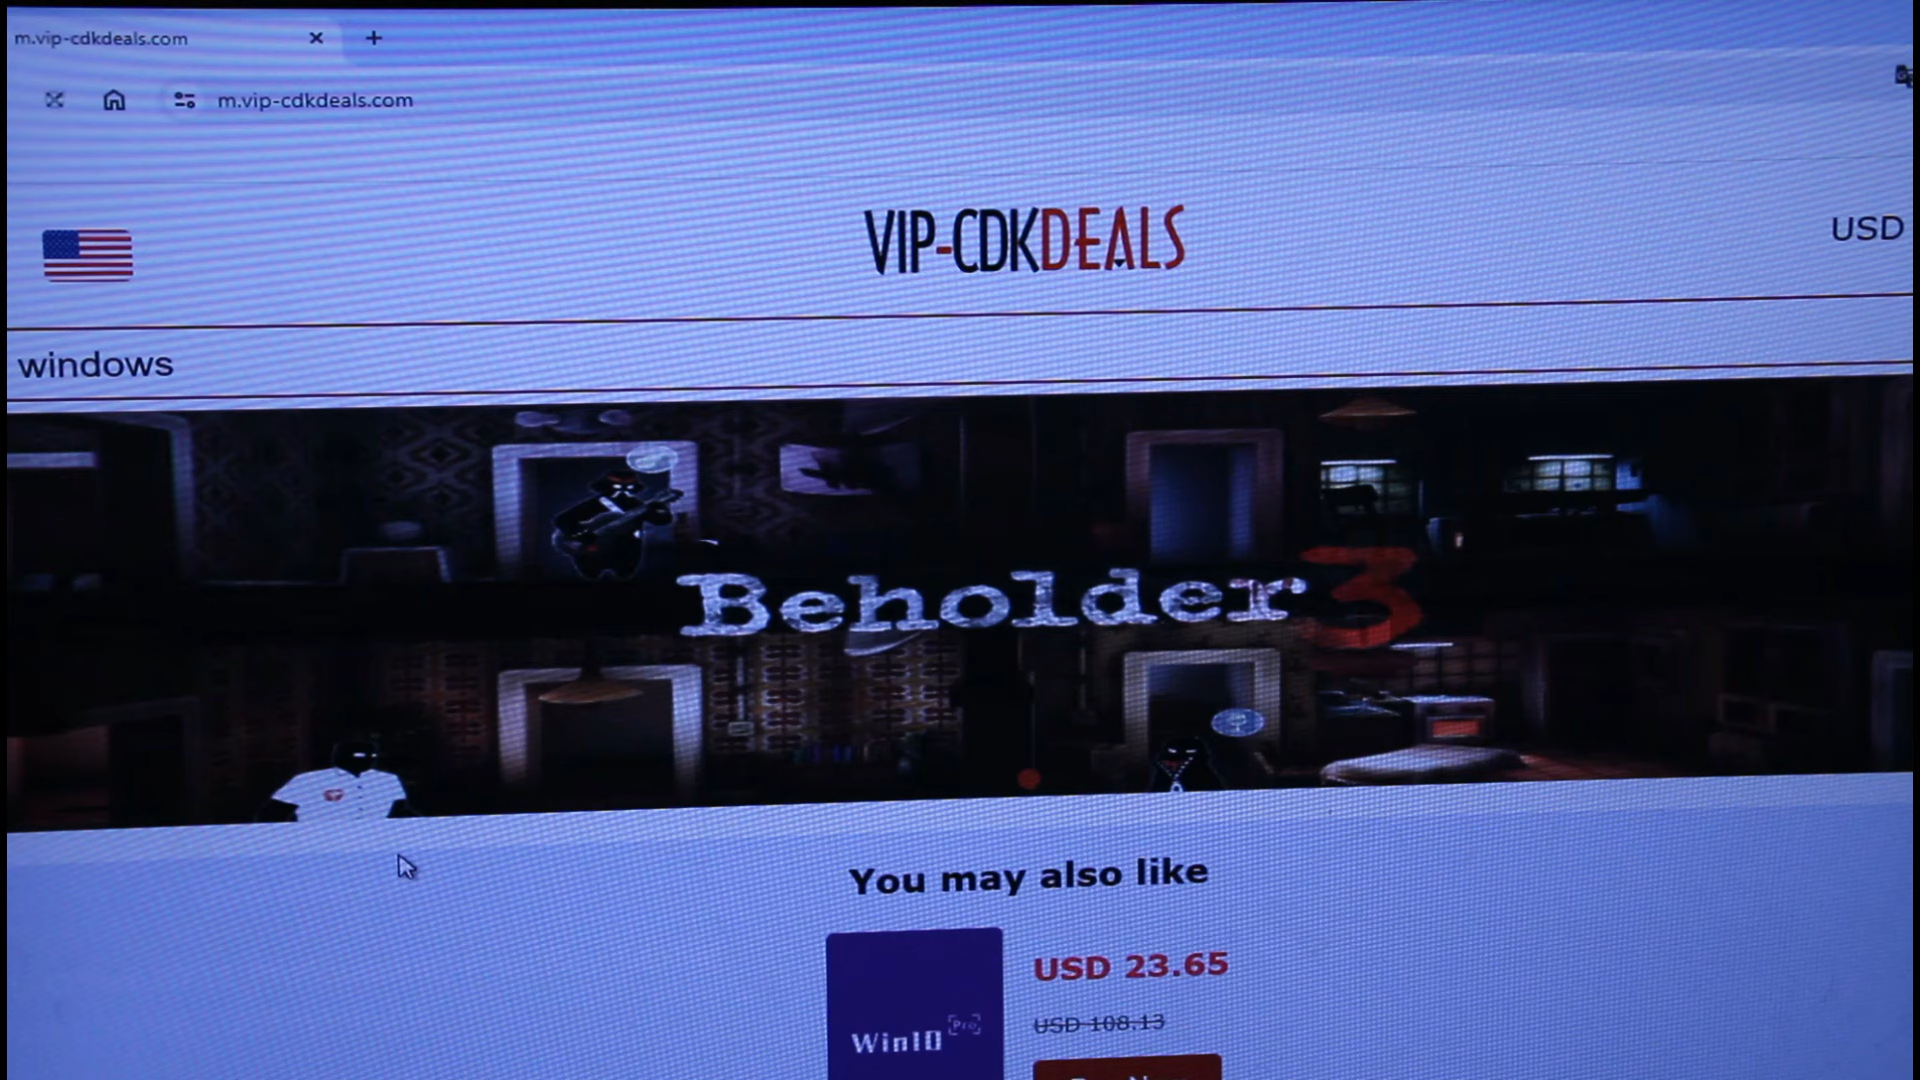 m.vip-cdkdeals.com
m.vip-cdkdeals.com
VIP-CDKDEALS
USD
windows
Beholder3
You may also like
USD 23.65
USD 108.13
Win10 Pro